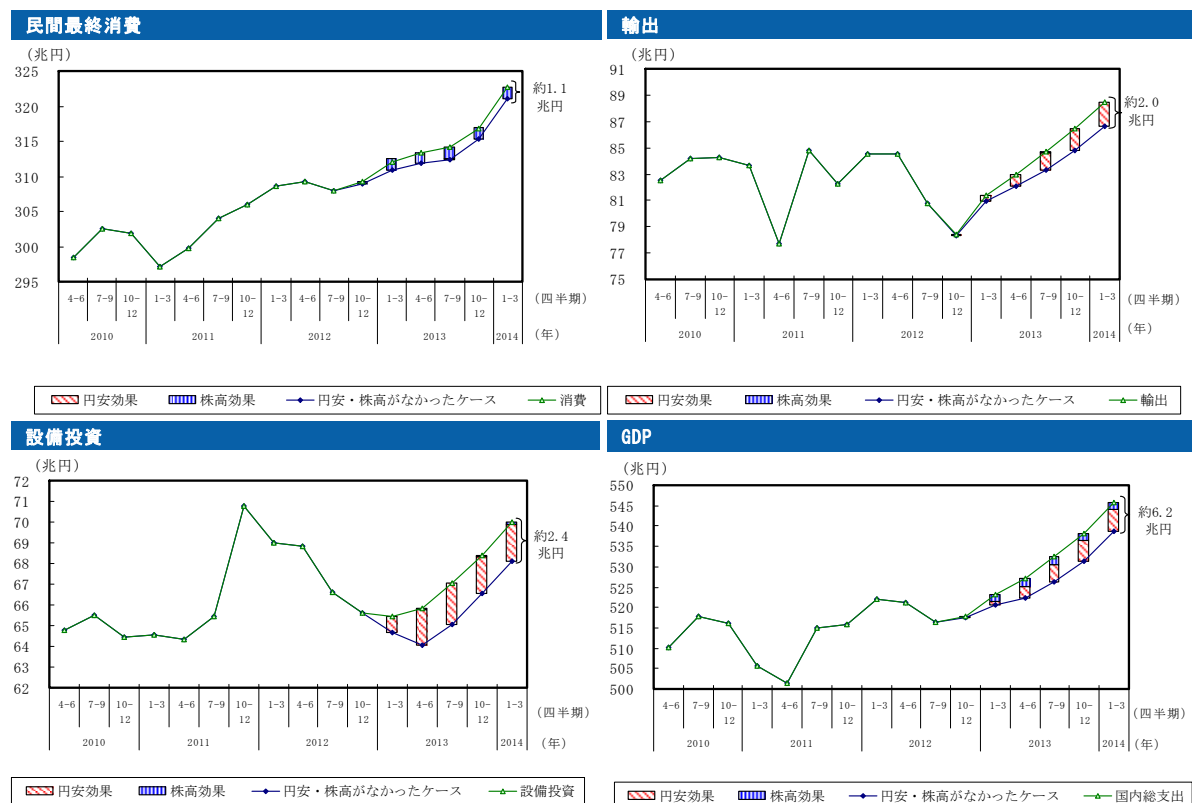 民間最終消費
(兆円)
325
320
315
310
305
300
295
約1.1
兆円
4-6 7-9 10-12 1-3 4-6 7-9 10-12 1-3 4-6 7-9 10-12 1-3 4-6 7-9 10-12 1-3 (四半期)
2010 2011 2012 2013 2014 (年)
円安効果 株高効果 円安・株高がなかったケース 消費
輸出
(兆円)
91
89
87
85
83
81
79
77
75
約2.0
兆円
4-6 7-9 10-12 1-3 4-6 7-9 10-12 1-3 4-6 7-9 10-12 1-3 4-6 7-9 10-12 1-3 (四半期)
2010 2011 2012 2013 2014 (年)
円安効果 株高効果 円安・株高がなかったケース 輸出
設備投資
(兆円)
72
71
70
69
68
67
66
65
64
63
62
約2.4
兆円
4-6 7-9 10-12 1-3 4-6 7-9 10-12 1-3 4-6 7-9 10-12 1-3 4-6 7-9 10-12 1-3 (四半期)
2010 2011 2012 2013 2014 (年)
円安効果 株高効果 円安・株高がなかったケース 設備投資
GDP
(兆円)
550
545
540
535
530
525
520
515
510
505
500
約6.2
兆円
4-6 7-9 10-12 1-3 4-6 7-9 10-12 1-3 4-6 7-9 10-12 1-3 4-6 7-9 10-12 1-3 (四半期)
2010 2011 2012 2013 2014 (年)
円安効果 株高効果 円安・株高がなかったケース 国内総支出